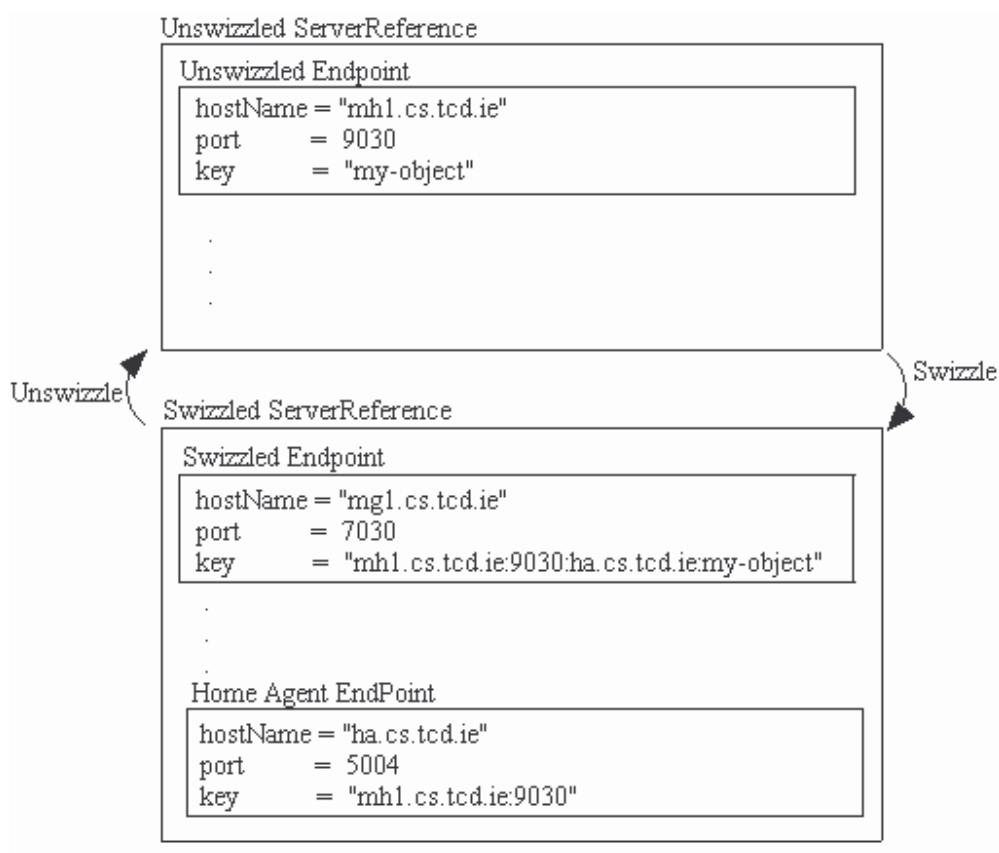 Unswizzled ServerReference
Unswizzled Endpoint
hostName = "mh1.cs.tcd.ie"
port = 9030
key = "my-object"
.
.
.
Unswizzle
Swizzle
Swizzled ServerReference
Swizzled Endpoint
hostName = "mg1.cs.tcd.ie"
port = 7030
key = "mh1.cs.tcd.ie:9030:ha.cs.tcd.ie:my-object"
.
.
.
Home Agent EndPoint
hostName = "ha.cs.tcd.ie"
port = 5004
key = "mh1.cs.tcd.ie:9030"